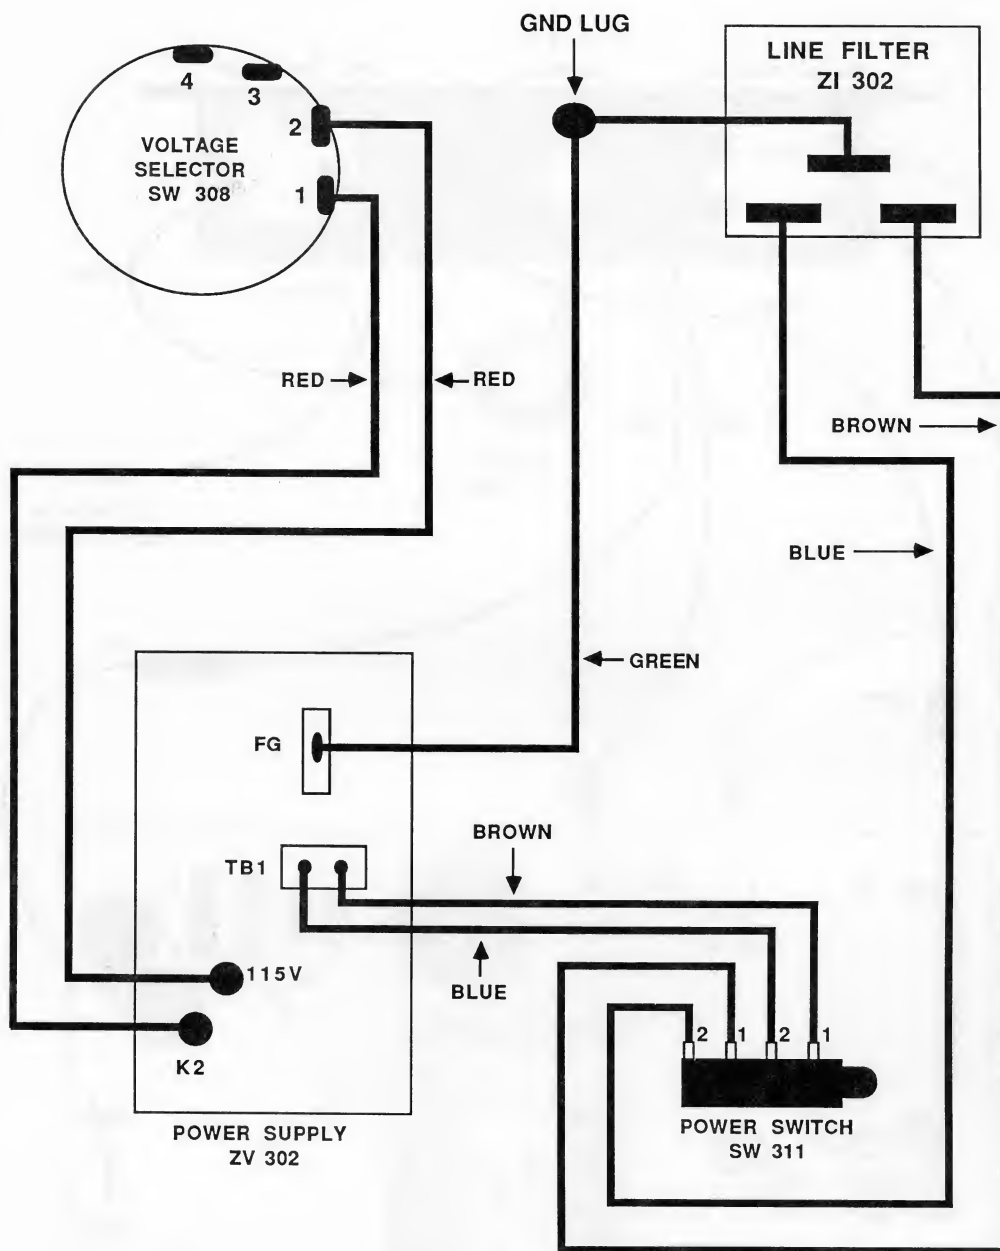 GND LUG
LINE FILTER
ZI 302
4
3
2
1
VOLTAGE
SELECTOR
SW 308
RED
RED
BROWN
BLUE
GREEN
FG
BROWN
TB1
BLUE
115V
K2
2
1
2
1
POWER SUPPLY
ZV 302
POWER SWITCH
SW 311